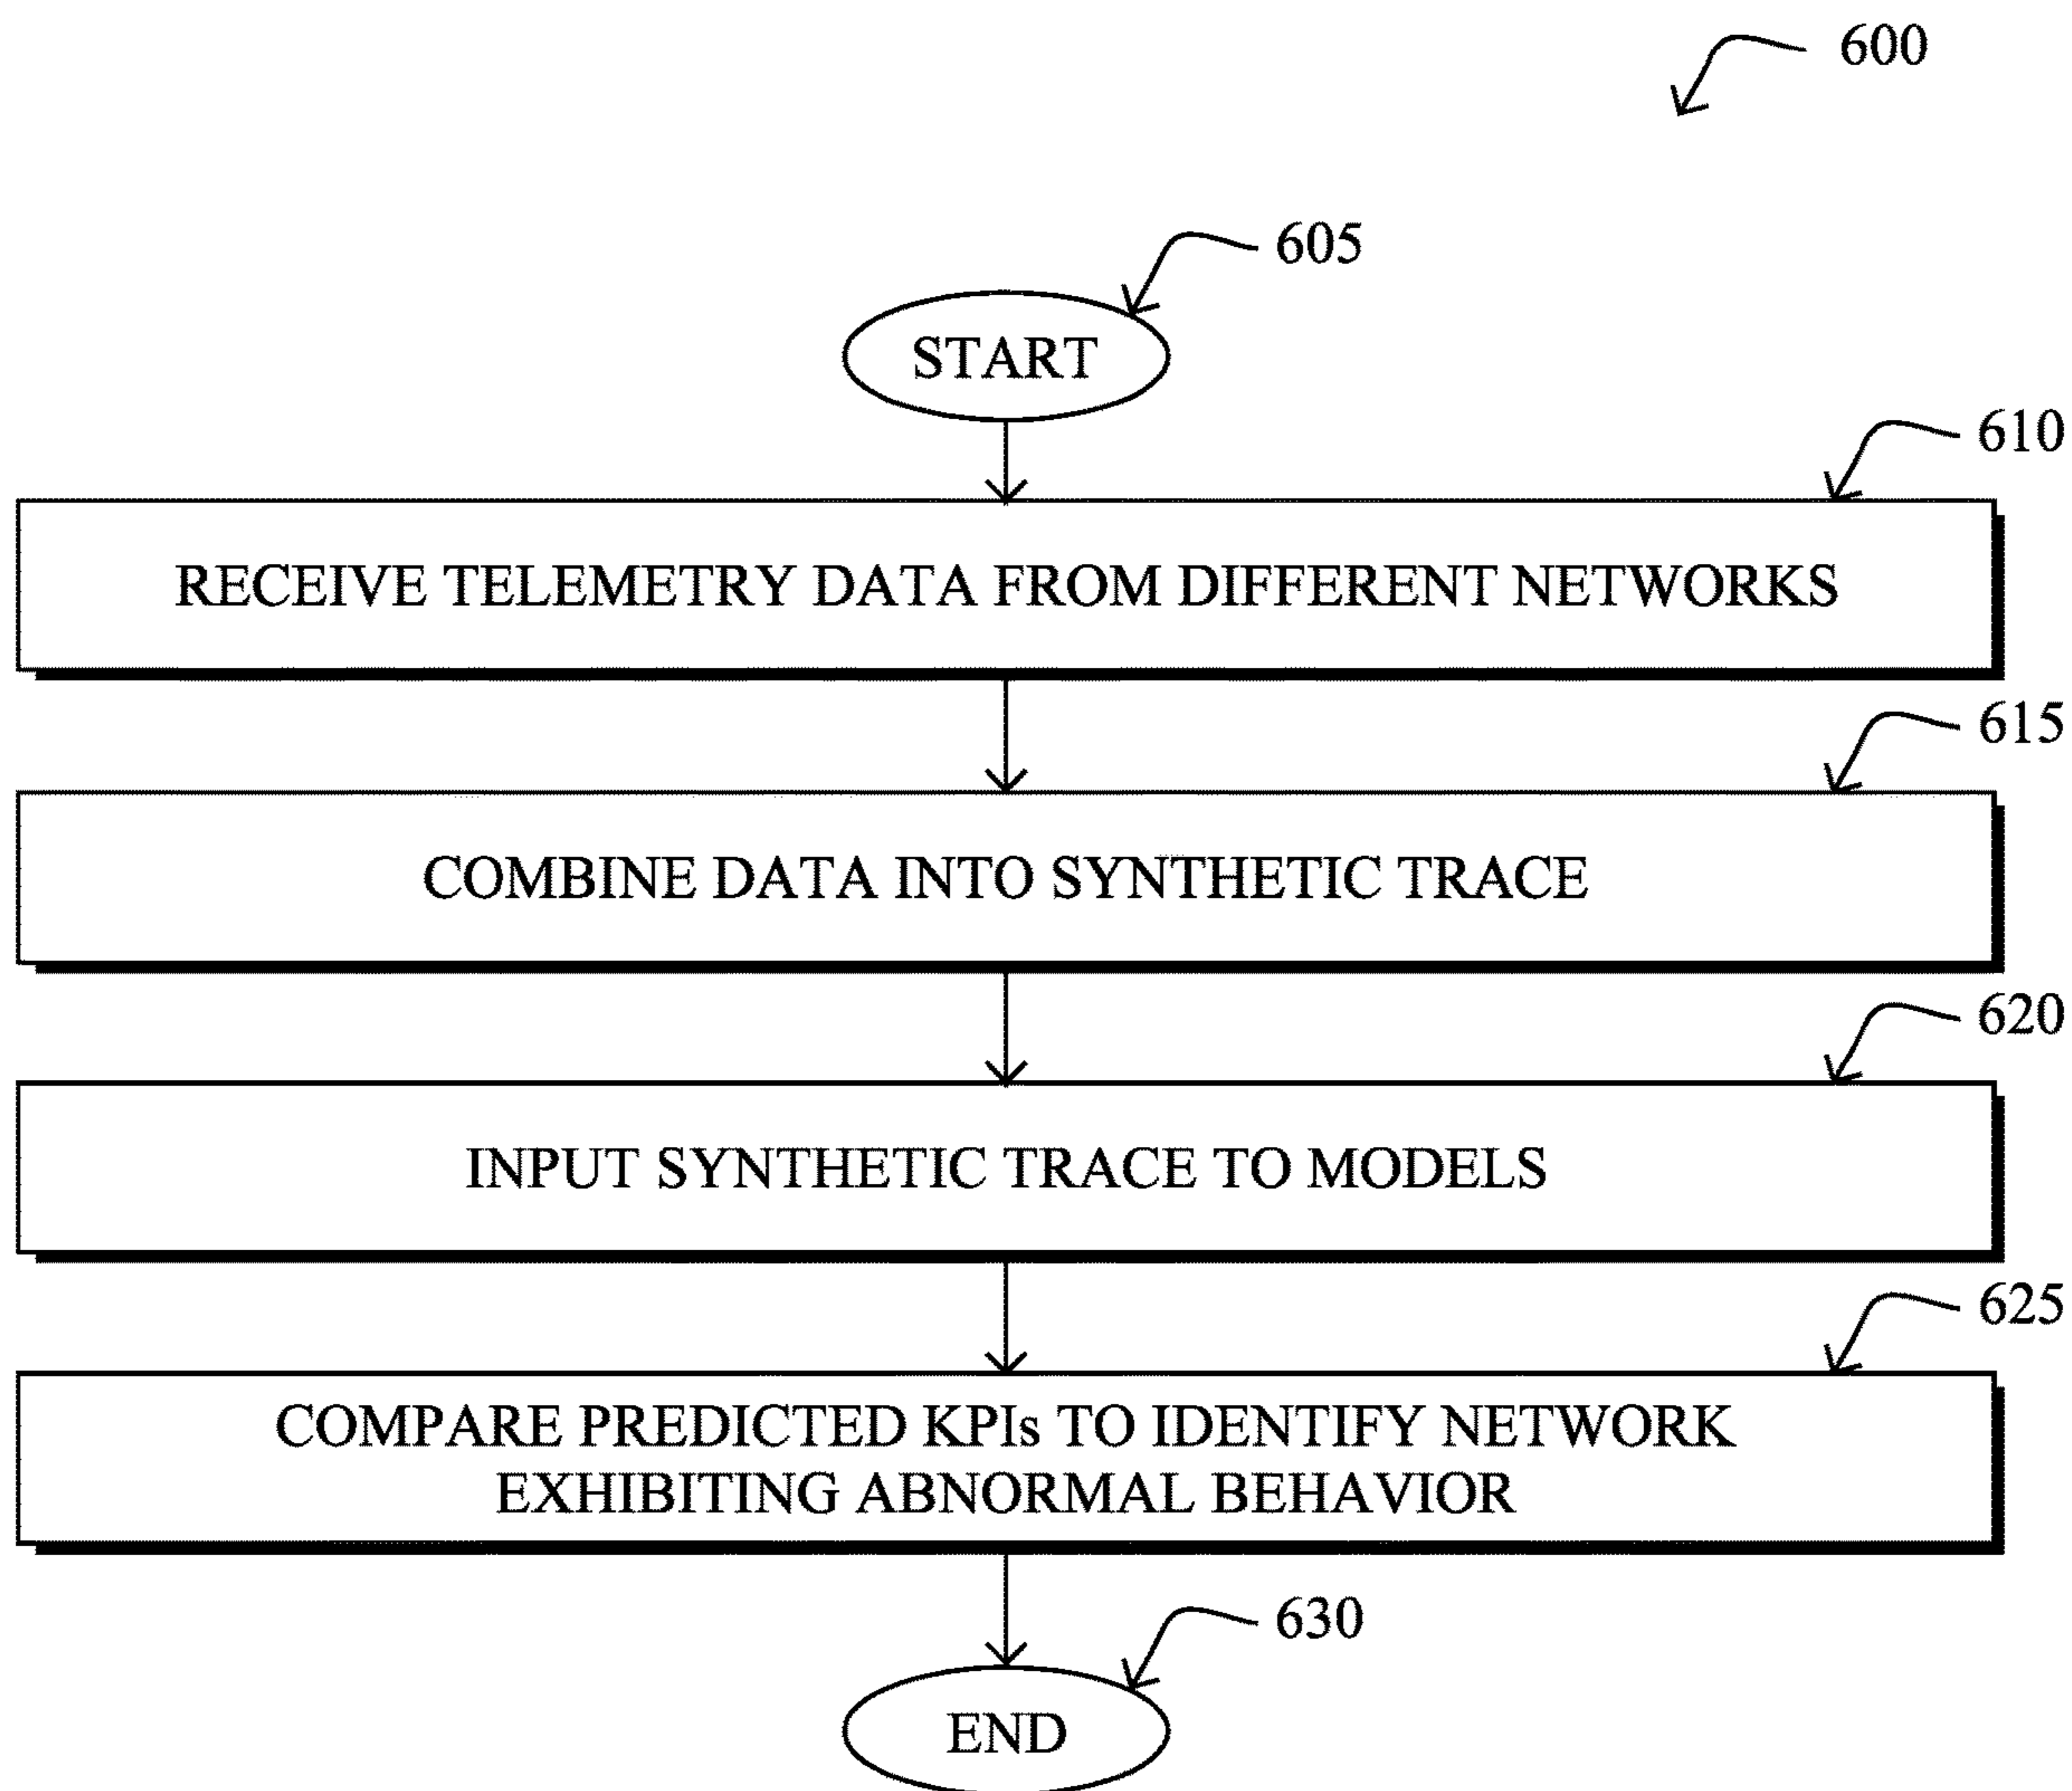 600
605
START
610
RECEIVE TELEMETRY DATA FROM DIFFERENT NETWORKS
615
COMBINE DATA INTO SYNTHETIC TRACE
620
INPUT SYNTHETIC TRACE TO MODELS
625
COMPARE PREDICTED KPIs TO IDENTIFY NETWORK
EXHIBITING ABNORMAL BEHAVIOR
630
END